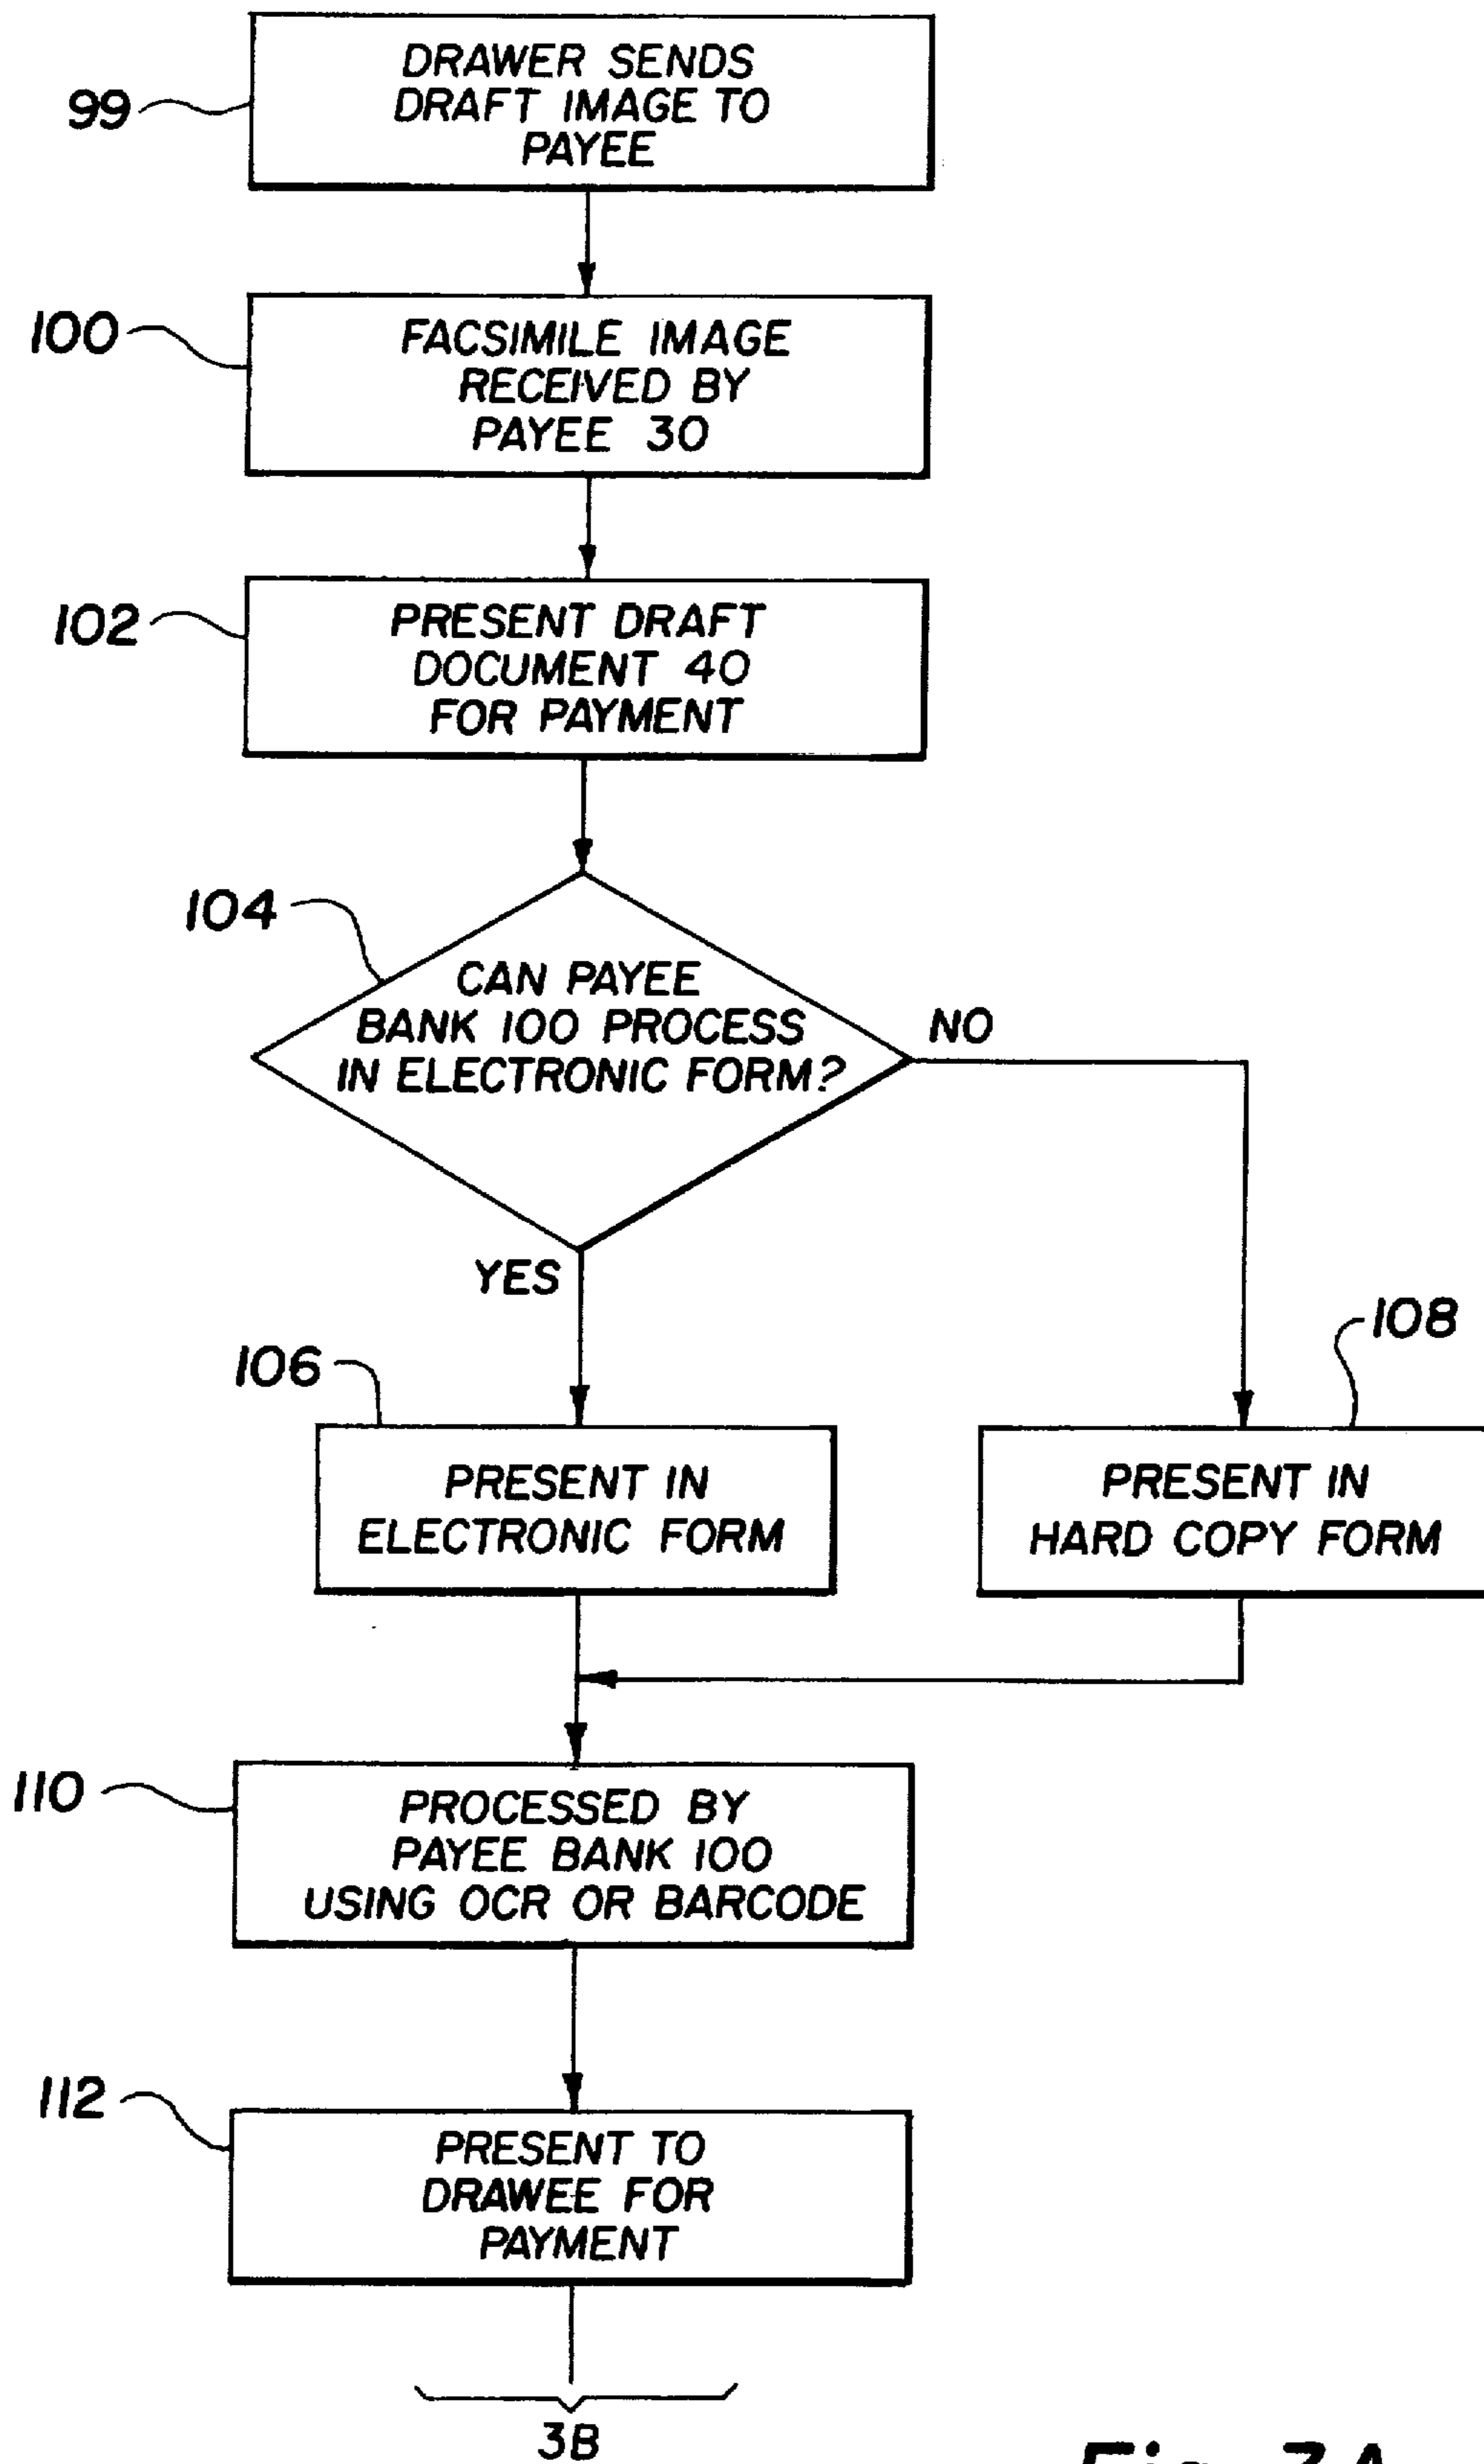 99
DRAWER SENDS
DRAFT IMAGE TO
PAYEE
100
FACSIMILE IMAGE
RECEIVED BY
PAYEE 30
102
PRESENT DRAFT
DOCUMENT 40
FOR PAYMENT
104
CAN PAYEE
BANK 100 PROCESS
IN ELECTRONIC FORM?
NO
YES
106
PRESENT IN
ELECTRONIC FORM
108
PRESENT IN
HARD COPY FORM
110
PROCESSED BY
PAYEE BANK 100
USING OCR OR BARCODE
112
PRESENT TO
DRAWEE FOR
PAYMENT
3B
Fig. 3A